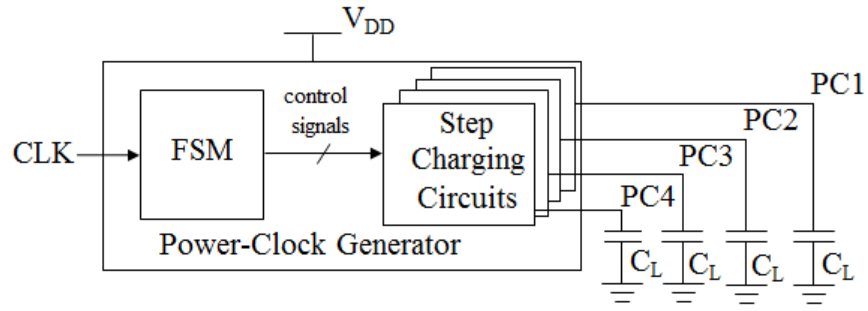 VDD
PC1
control
signals
PC2
Step
Charging
Circuits
CLK
FSM
PC3
PC4
Power-Clock Generator
CL
CL
CL
CL